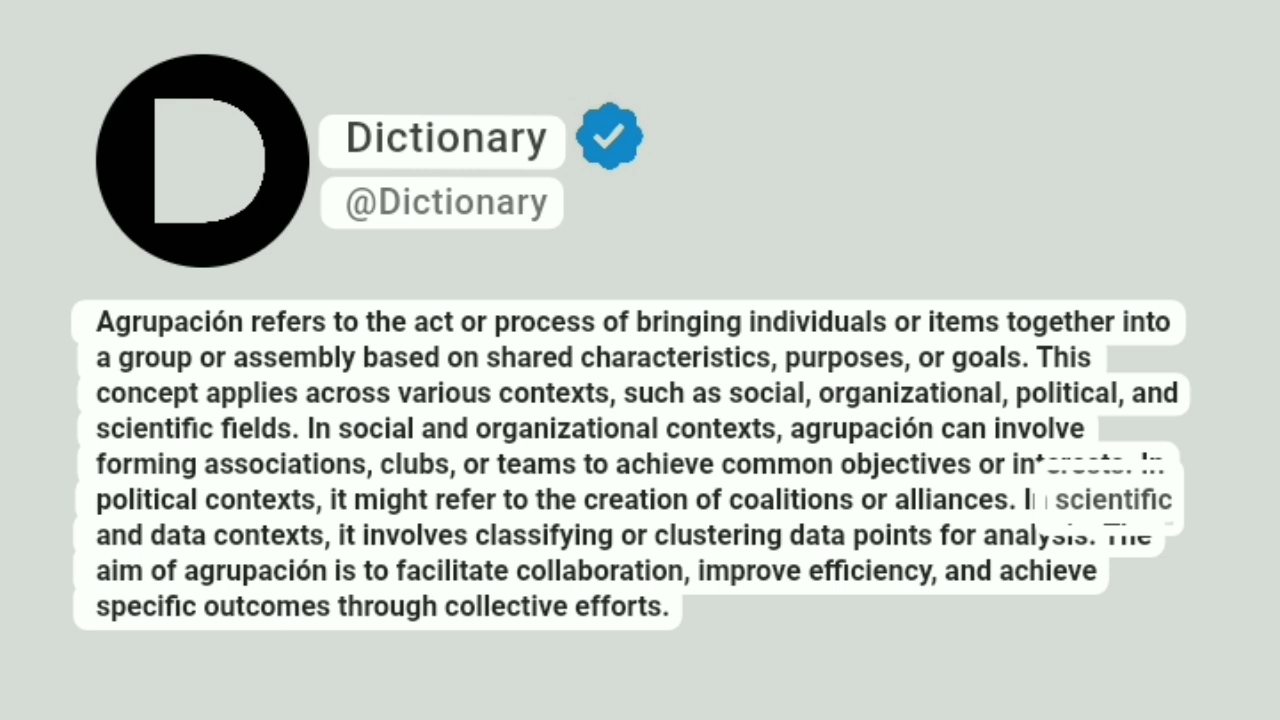 D
Dictionary
@Dictionary
Agrupación refers to the act or process of bringing individuals or items together into
a group or assembly based on shared characteristics, purposes, or goals. This
concept applies across various contexts, such as social, organizational, political, and
scientific fields. In social and organizational contexts, agrupación can involve
forming associations, clubs, or teams to achieve common objectives or interests. In
political contexts, it might refer to the creation of coalitions or alliances. In scientific
and data contexts, it involves classifying or clustering data points for analysis. The
aim of agrupación is to facilitate collaboration, improve efficiency, and achieve
specific outcomes through collective efforts.